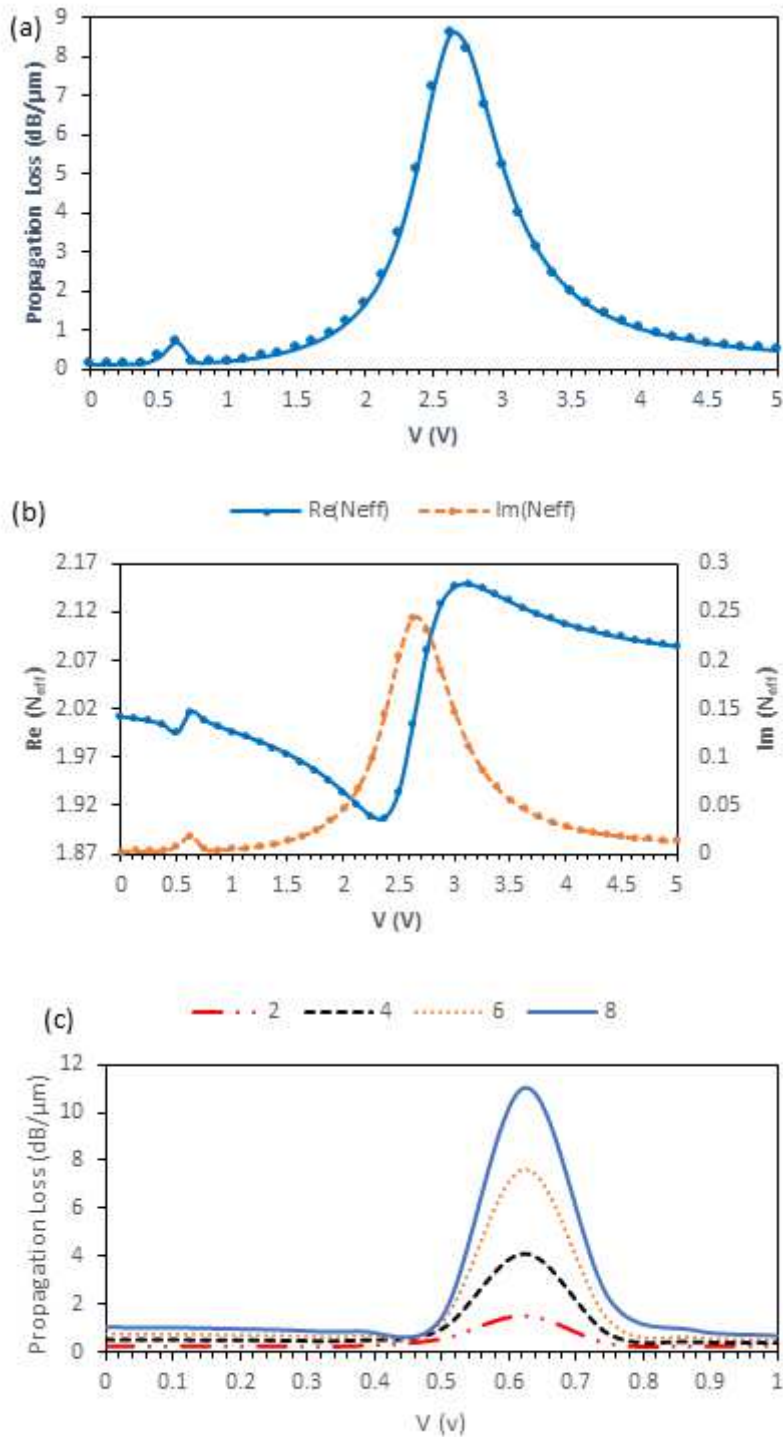 (a)
Propagation Loss (dB/µm)
9
8
7
6
5
4
3
2
1
0
0 0.5 1 1.5 2 2.5 3 3.5 4 4.5 5
V (V)
(b)
Re(Neff) Im(Neff)
Re (Neff)
2.17
2.12
2.07
2.02
1.97
1.92
1.87
0.3
0.25
0.2
0.15
0.1
0.05
0
Im (Neff)
0 0.5 1 1.5 2 2.5 3 3.5 4 4.5 5
V (V)
(c)
2 4 6 8
Propagation Loss (dB/µm)
12
10
8
6
4
2
0
0 0.1 0.2 0.3 0.4 0.5 0.6 0.7 0.8 0.9 1
V (v)